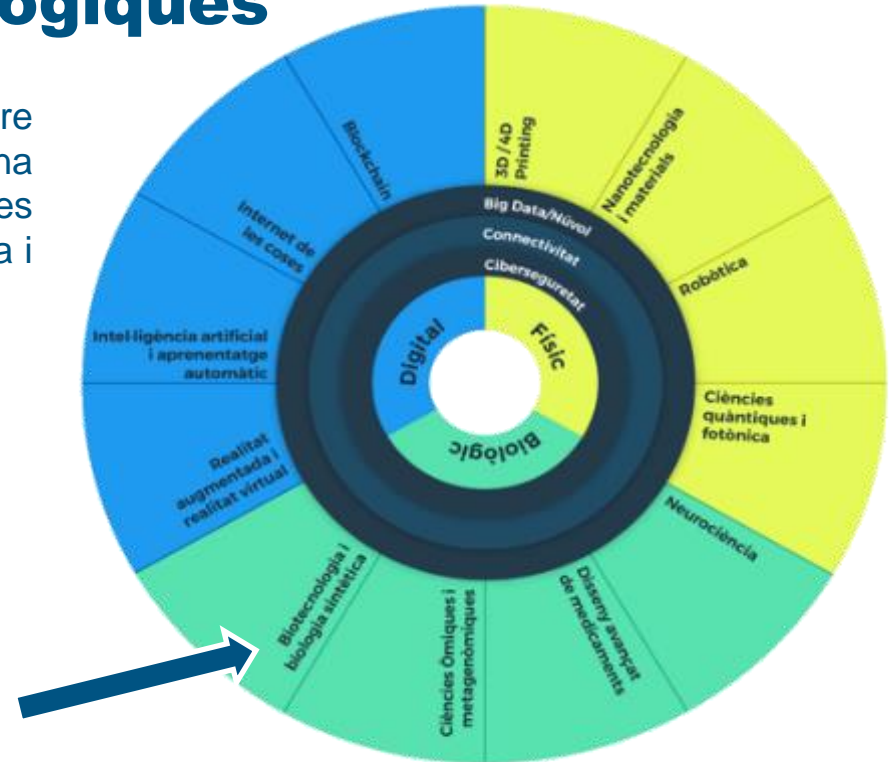 ògiques
re
na
es
a i
Blockchain
3D / 4D
Printing
Nanotecnologia
i materials
Internet de
les coses
Big Data/Núvol
Connectivitat
Ciberseguretat
Robòtica
Intel·ligència artificial
i aprenentatge
automàtic
Digital
Físic
Biològic
Ciències
quàntiques i
fotònica
Realitat
augmentada i
realitat virtual
Neurociència
Biotecnologia i
biologia sintètica
Ciències Òmiques i
metagenòmiques
Disseny avançat
de medicaments